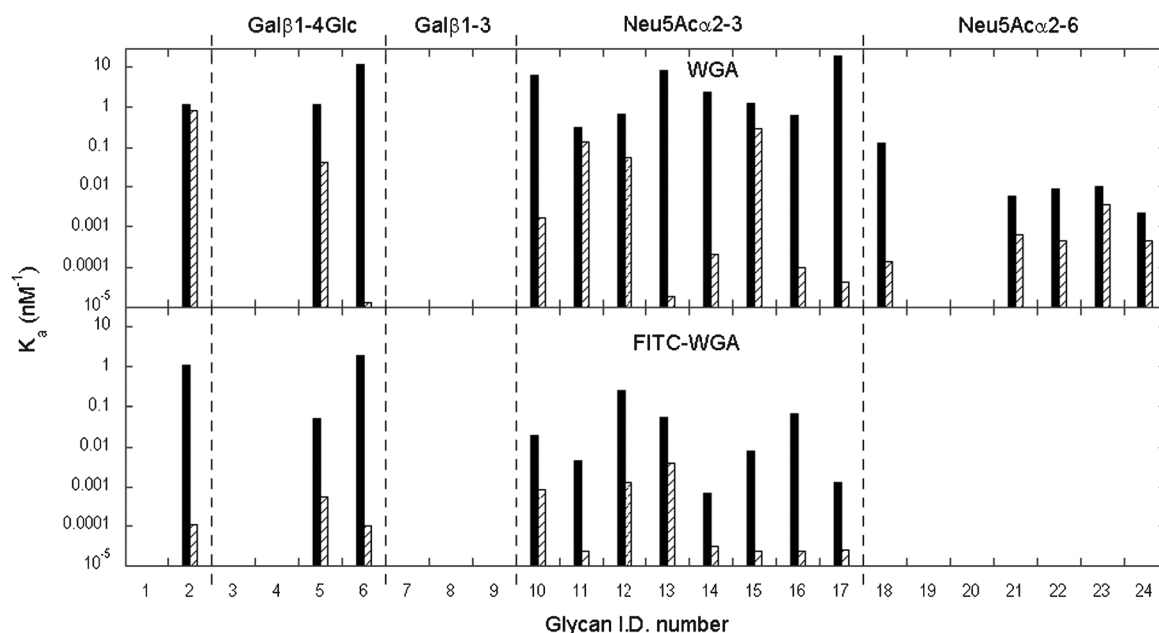 Galβ1-4Glc Galβ1-3 Neu5Acα2-3 Neu5Acα2-6
WGA
10
1
0.1
0.01
0.001
0.0001
10⁻⁵
Kₐ (nM⁻¹)
FITC-WGA
10
1
0.1
0.01
0.001
0.0001
10⁻⁵
1 2 3 4 5 6 7 8 9 10 11 12 13 14 15 16 17 18 19 20 21 22 23 24
Glycan I.D. number